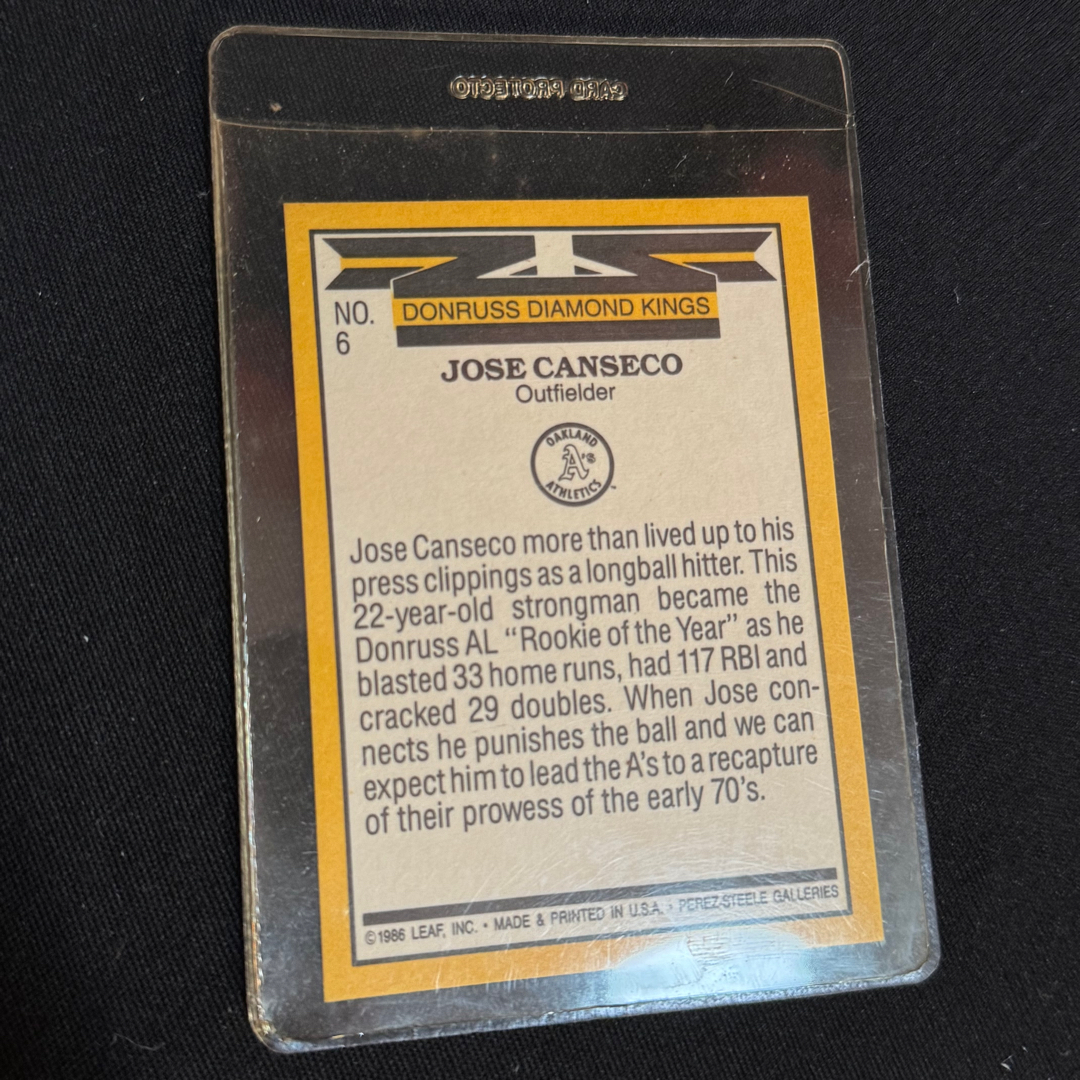 CARD PROTECTO
NO.
6
DONRUSS DIAMOND KINGS
JOSE CANSECO
Outfielder
OAKLAND
A's®
ATHLETICS
Jose Canseco more than lived up to his
press clippings as a longball hitter. This
22-year-old strongman became the
Donruss AL “Rookie of the Year” as he
blasted 33 home runs, had 117 RBI and
cracked 29 doubles. When Jose con-
nects he punishes the ball and we can
expect him to lead the A's to a recapture
of their prowess of the early 70's.
©1986 LEAF, INC. • MADE & PRINTED IN U.S.A. • PEREZ-STEELE GALLERIES